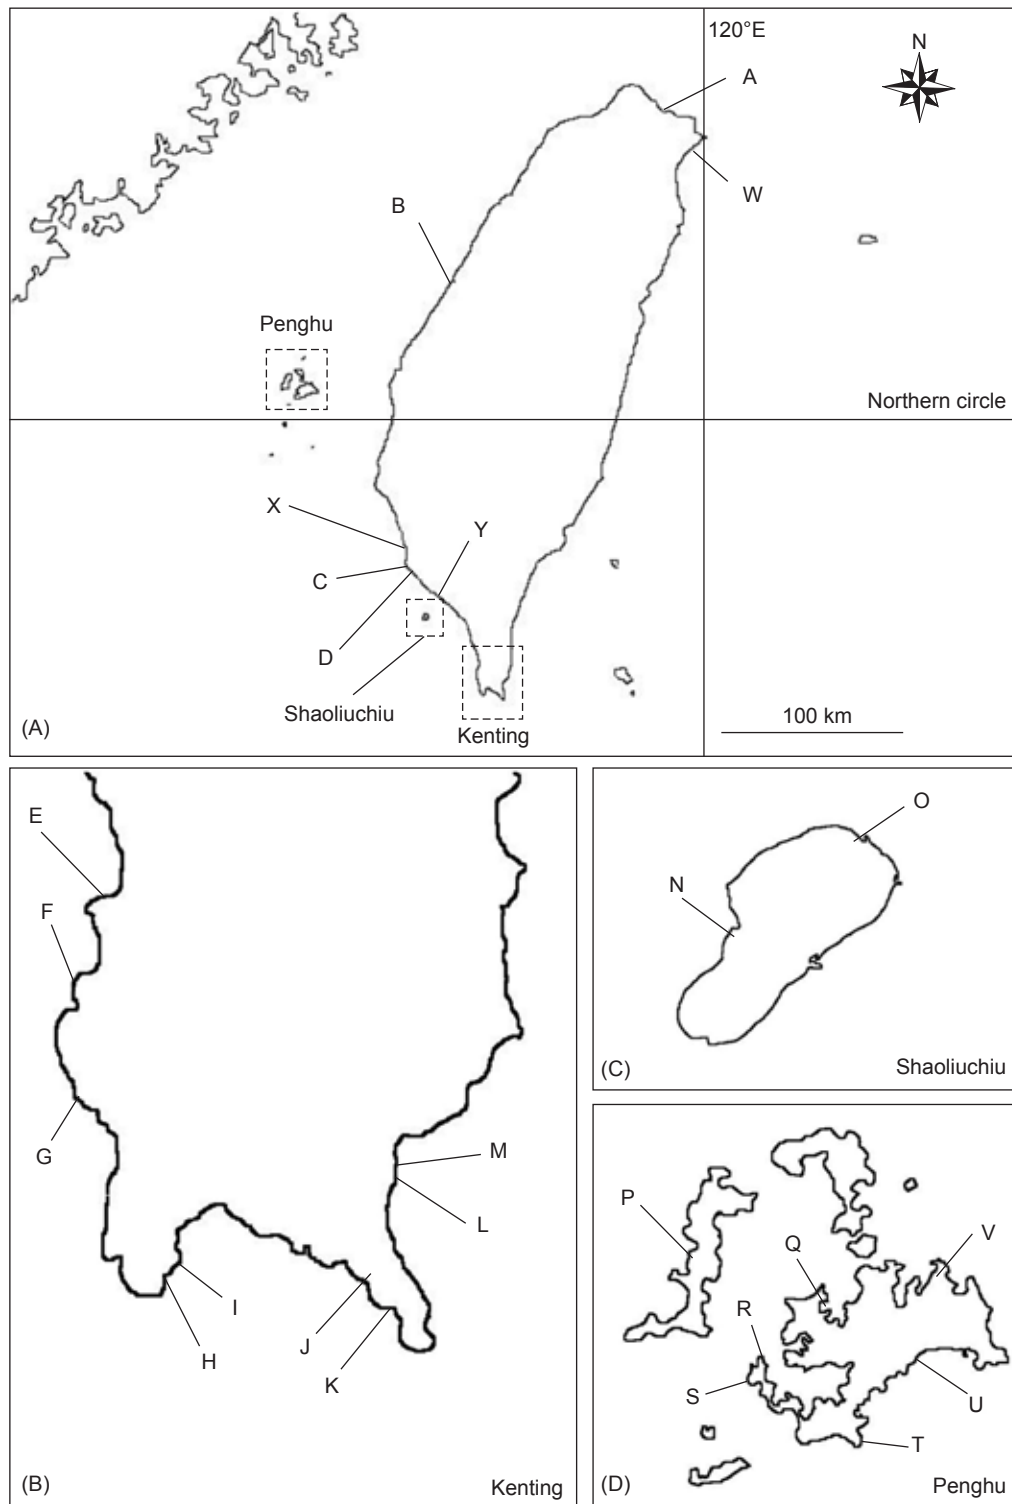 120°E
N
A
W
B
Penghu
Northern circle
X
Y
C
D
Shaoliuchiu
100 km
(A)
Kenting
E
F
G
M
L
I
H
J
K
(B)
Kenting
O
N
(C)
Shaoliuchiu
P
Q
V
R
S
U
T
(D)
Penghu